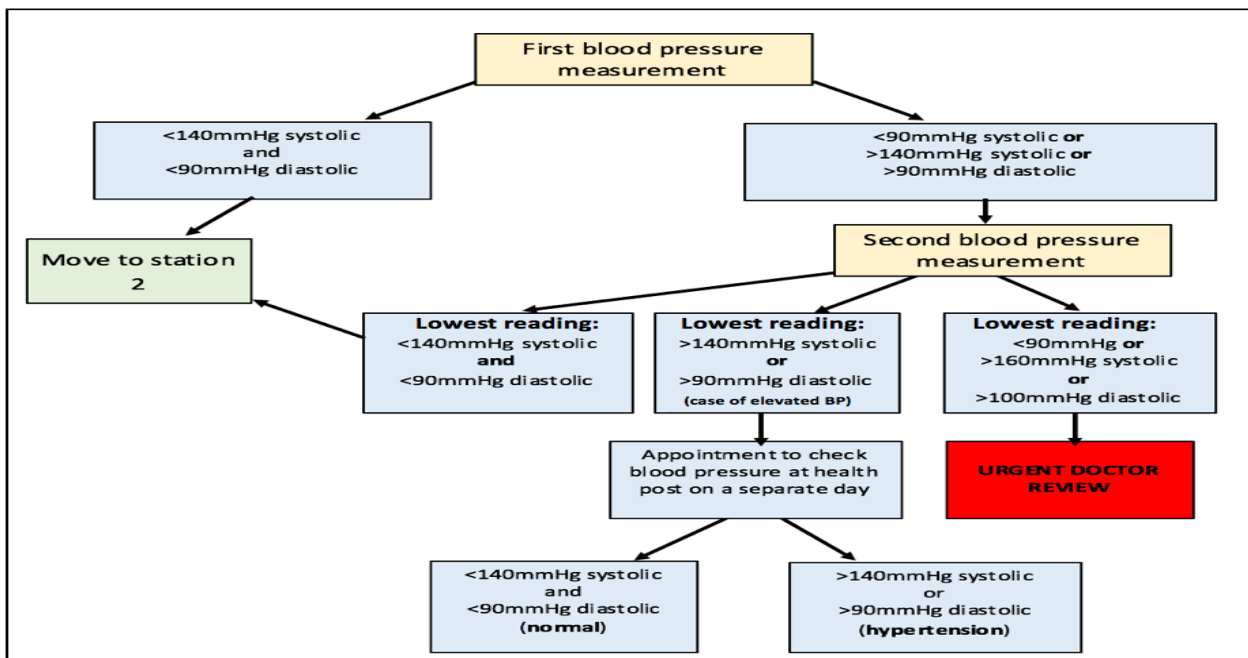 First blood pressure
measurement
<140mmHg systolic
and
<90mmHg diastolic
<90mmHg systolic or
>140mmHg systolic or
>90mmHg diastolic
Move to station
2
Second blood pressure
measurement
Lowest reading:
<140mmHg systolic
and
<90mmHg diastolic
Lowest reading:
>140mmHg systolic
or
>90mmHg diastolic
(case of elevated BP)
Lowest reading:
<90mmHg or
>160mmHg systolic
or
>100mmHg diastolic
Appointment to check
blood pressure at health
post on a separate day
URGENT DOCTOR
REVIEW
<140mmHg systolic
and
<90mmHg diastolic
(normal)
>140mmHg systolic
or
>90mmHg diastolic
(hypertension)